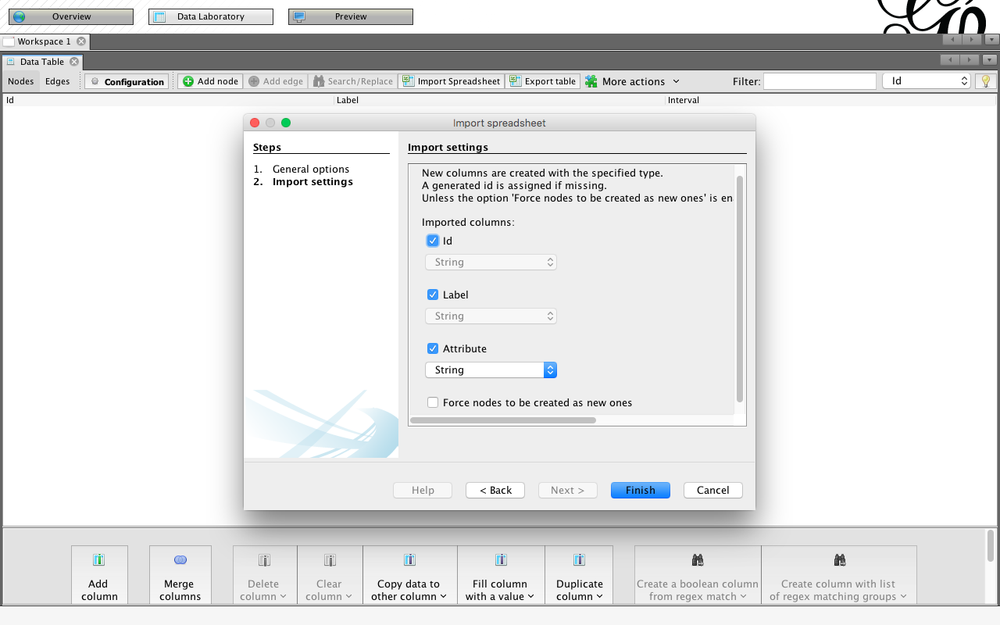 Overview
Data Laboratory
Preview
Workspace 1
Data Table
Nodes
Edges
Configuration
Add node
Add edge
Search/Replace
Import Spreadsheet
Export table
More actions
Filter:
Id
Id
Label
Interval
Import spreadsheet
Steps
1. General options
2. Import settings
Import settings
New columns are created with the specified type.
A generated id is assigned if missing.
Unless the option 'Force nodes to be created as new ones' is en
Imported columns:
Id
String
Label
String
Attribute
String
Force nodes to be created as new ones
Help
< Back
Next >
Finish
Cancel
Add
column
Merge
columns
Delete
column
Clear
column
Copy data to
other column
Fill column
with a value
Duplicate
column
Create a boolean column
from regex match
Create column with list
of regex matching groups